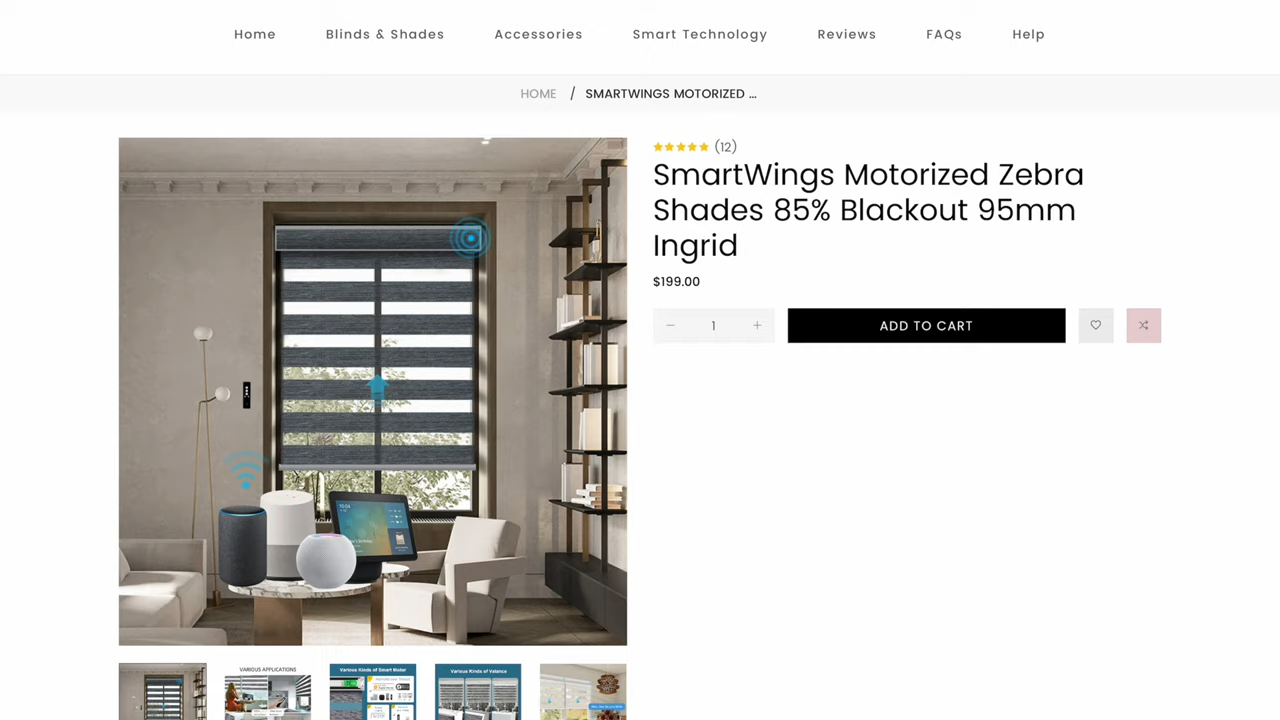 Home
Blinds & Shades
Accessories
Smart Technology
Reviews
FAQs
Help
HOME / SMARTWINGS MOTORIZED ...
(12)
SmartWings Motorized Zebra
Shades 85% Blackout 95mm
Ingrid
$199.00
− 1 +
ADD TO CART
10:04
VARIOUS APPLICATIONS
Various Kinds of Smart Motor
Various Kinds of Valance